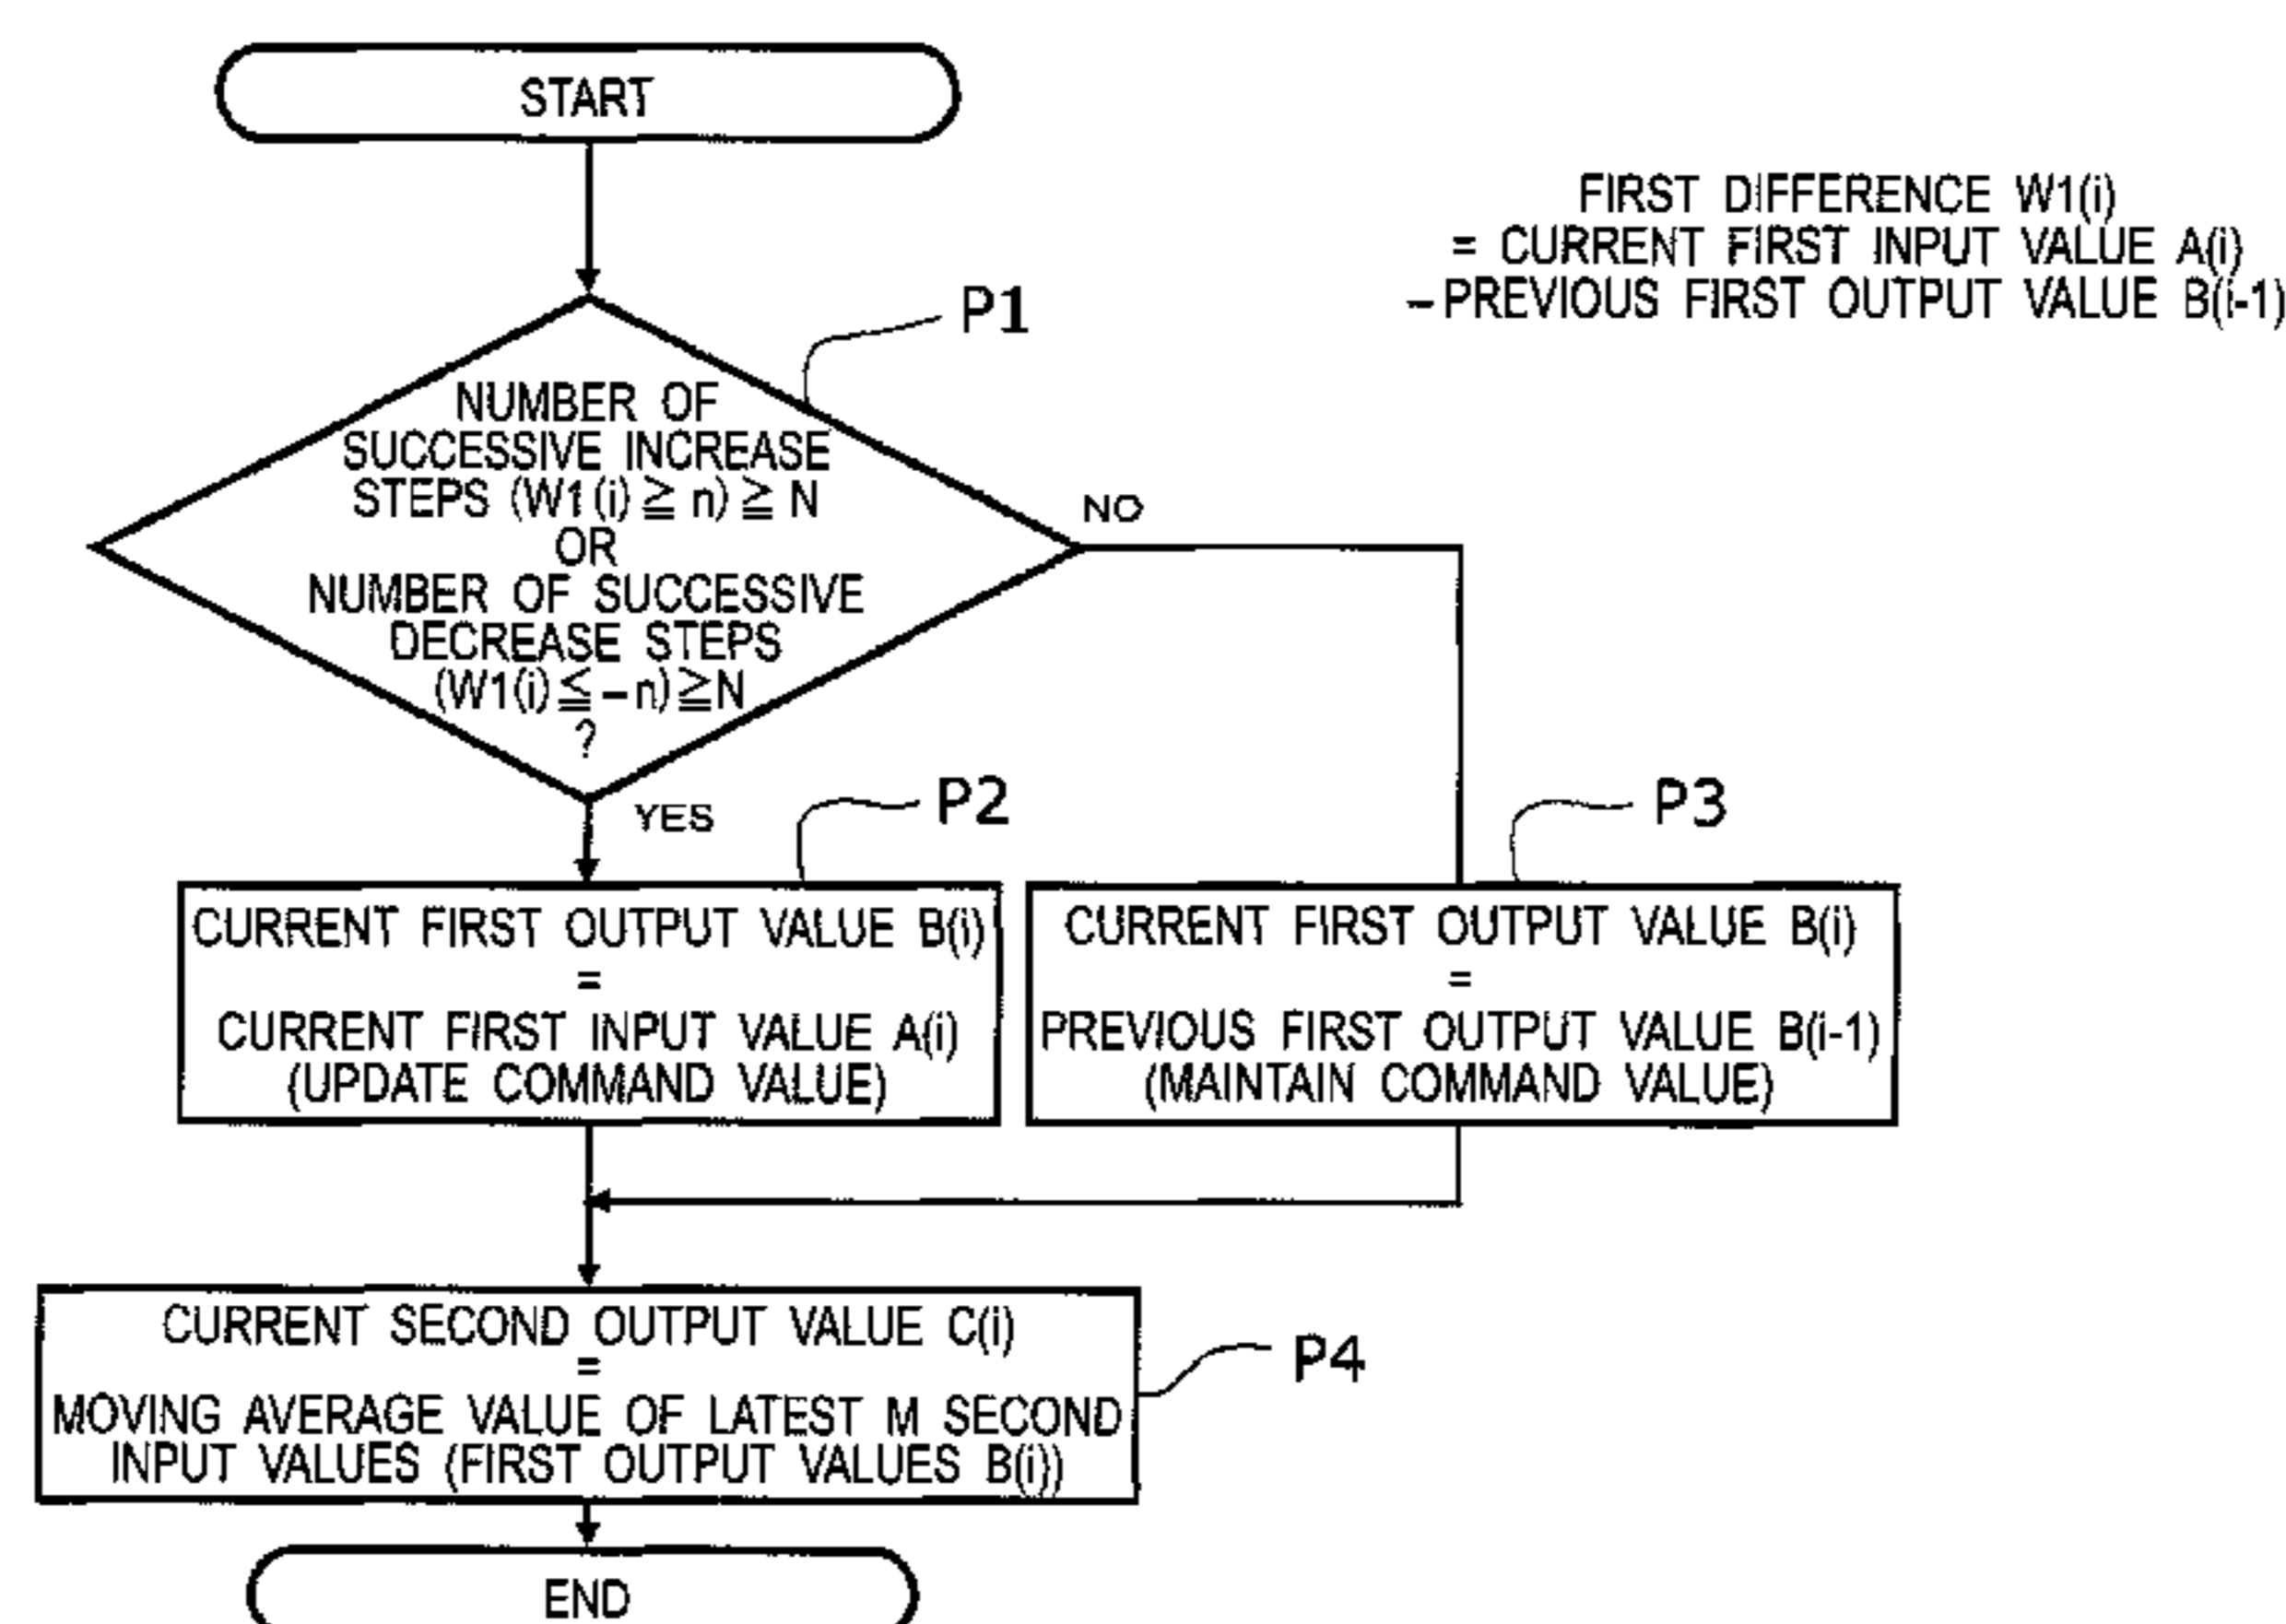 START
FIRST DIFFERENCE W1(i)
= CURRENT FIRST INPUT VALUE A(i)
– PREVIOUS FIRST OUTPUT VALUE B(i-1)
P1
NUMBER OF
SUCCESSIVE INCREASE
STEPS (W1(i) ≧ n) ≧ N
OR
NUMBER OF SUCCESSIVE
DECREASE STEPS
(W1(i) ≦ – n) ≧ N
?
NO
YES
P2
CURRENT FIRST OUTPUT VALUE B(i)
=
CURRENT FIRST INPUT VALUE A(i)
(UPDATE COMMAND VALUE)
P3
CURRENT FIRST OUTPUT VALUE B(i)
=
PREVIOUS FIRST OUTPUT VALUE B(i-1)
(MAINTAIN COMMAND VALUE)
CURRENT SECOND OUTPUT VALUE C(i)
=
MOVING AVERAGE VALUE OF LATEST M SECOND
INPUT VALUES (FIRST OUTPUT VALUES B(i))
P4
END